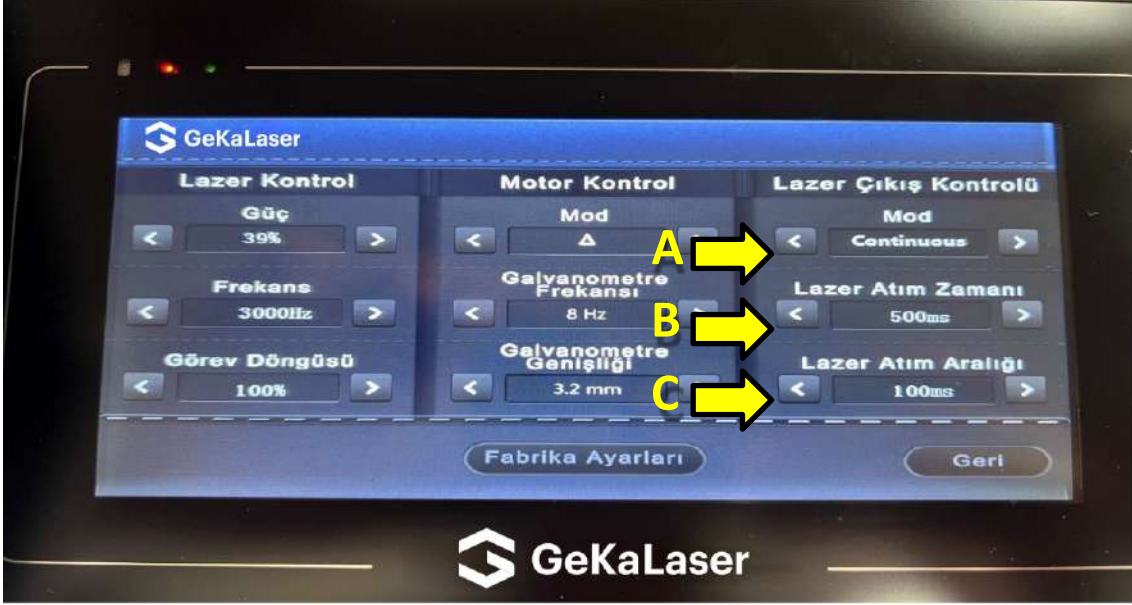 GeKaLaser
Lazer Kontrol
Güç
39%
Frekans
3000Hz
Görev Döngüsü
100%
Motor Kontrol
Mod
Δ
Galvanometre
Frekansı
8 Hz
Galvanometre
Genişliği
3.2 mm
Lazer Çıkış Kontrolü
A
Mod
Continuous
B
Lazer Atım Zamanı
500ms
C
Lazer Atım Aralığı
100ms
Fabrika Ayarları
Geri
GeKaLaser